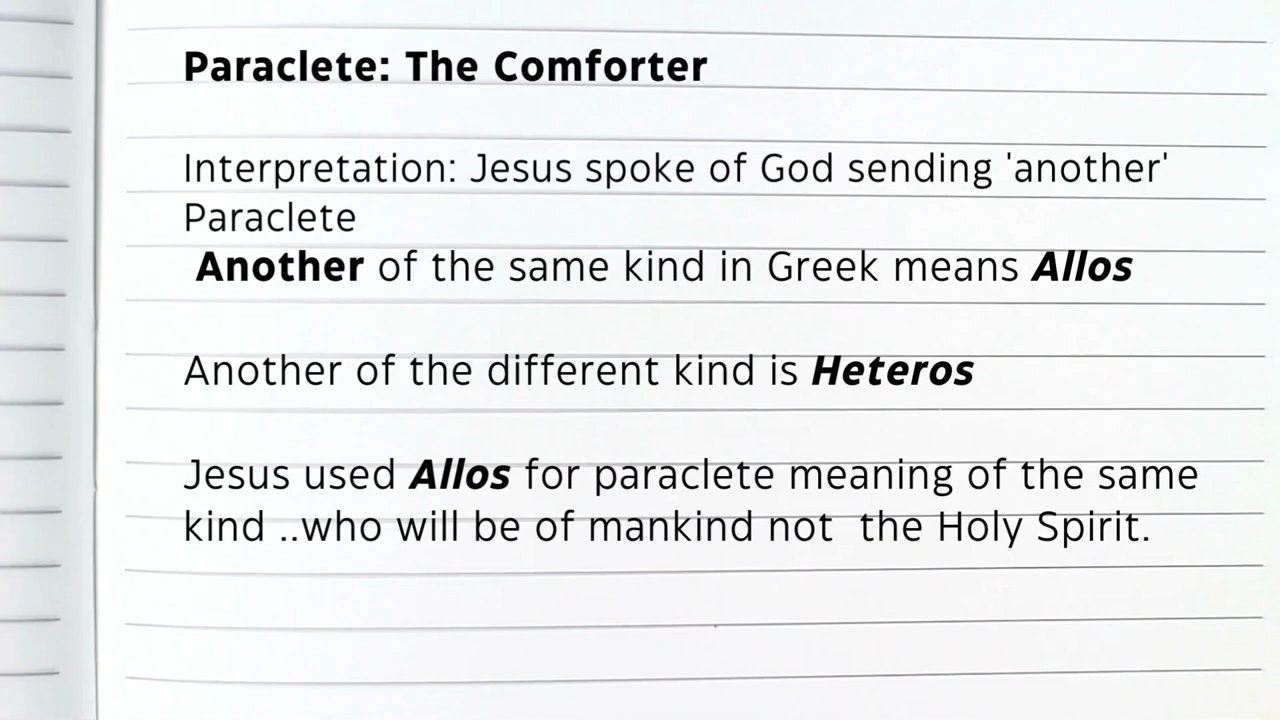 Paraclete: The Comforter
Interpretation: Jesus spoke of God sending 'another'
Paraclete
Another of the same kind in Greek means Allos
Another of the different kind is Heteros
Jesus used Allos for paraclete meaning of the same
kind ..who will be of mankind not  the Holy Spirit.